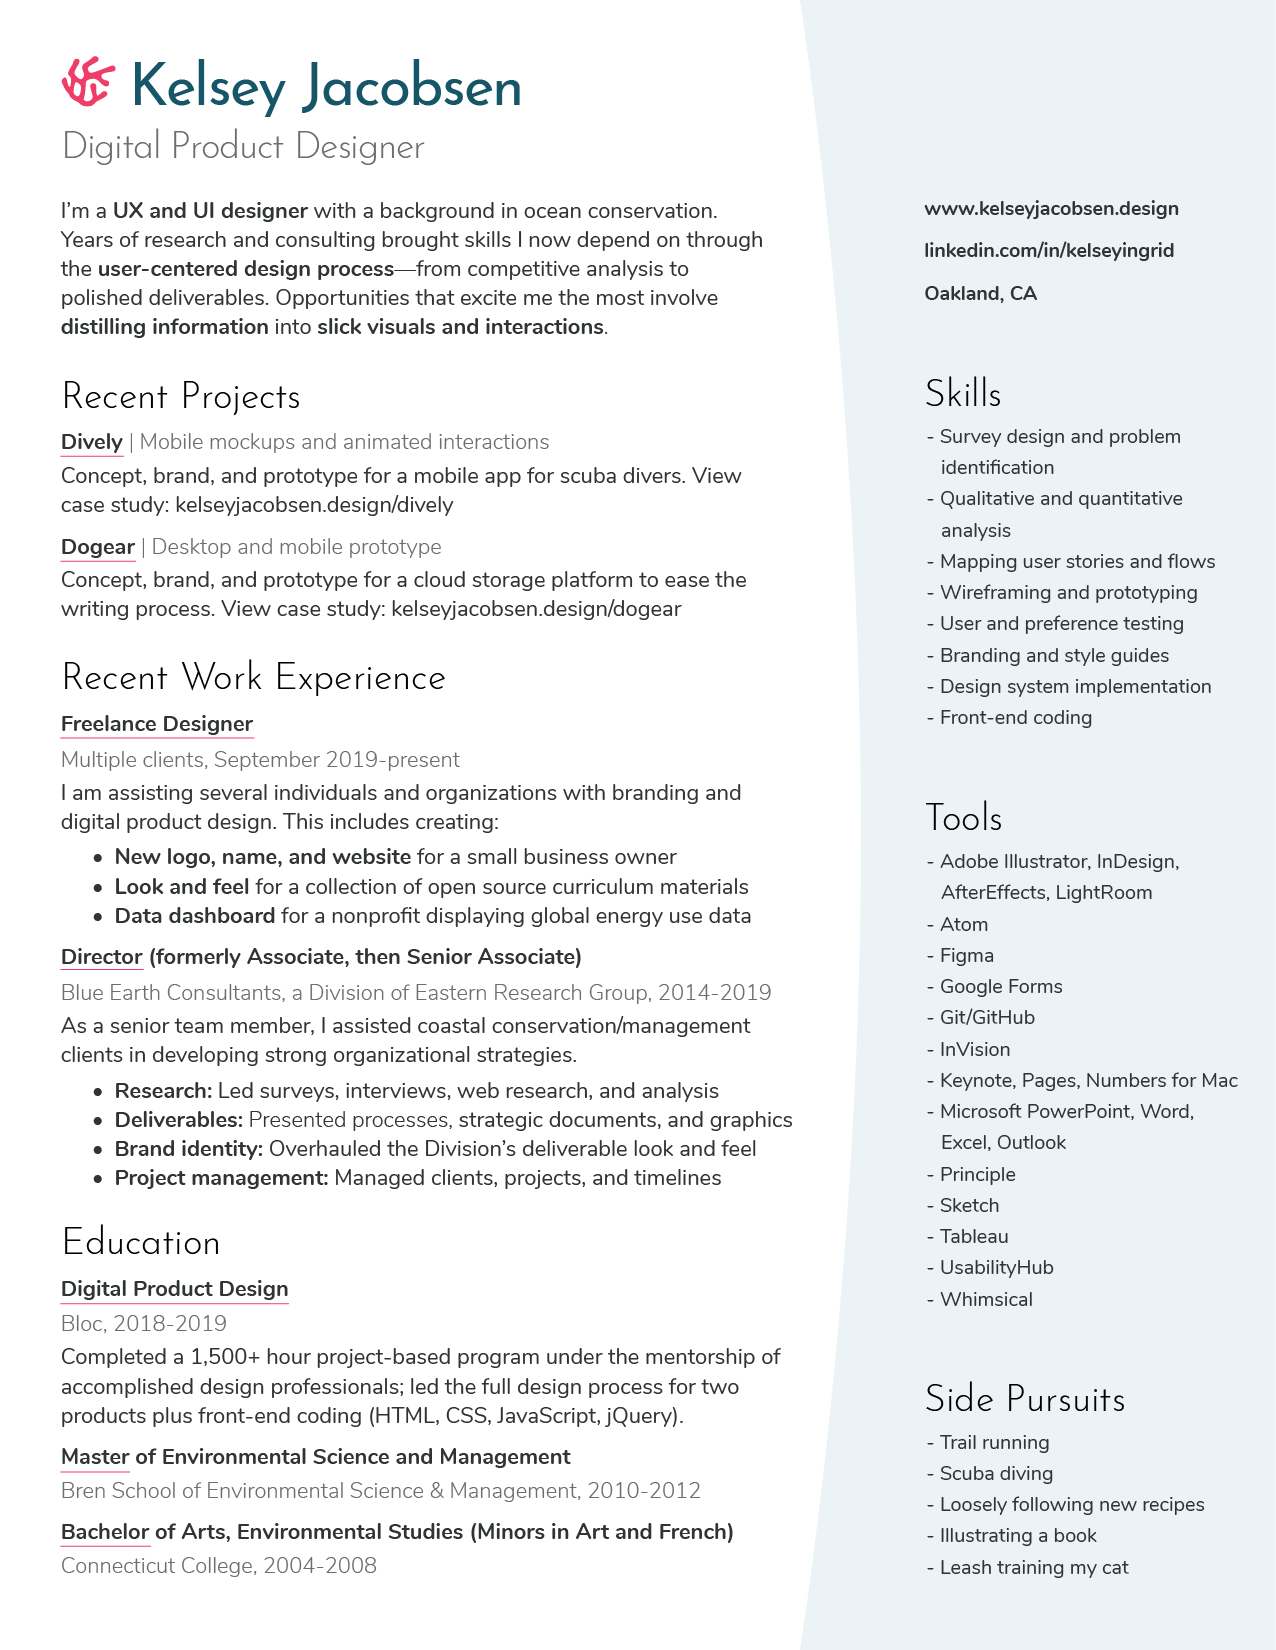 Kelsey Jacobsen
Digital Product Designer
I'm a UX and UI designer with a background in ocean conservation.
Years of research and consulting brought skills I now depend on through
the user-centered design process—from competitive analysis to
polished deliverables. Opportunities that excite me the most involve
distilling information into slick visuals and interactions.
Recent Projects
Dively | Mobile mockups and animated interactions
Concept, brand, and prototype for a mobile app for scuba divers. View
case study: kelseyjacobsen.design/dively
Dogear | Desktop and mobile prototype
Concept, brand, and prototype for a cloud storage platform to ease the
writing process. View case study: kelseyjacobsen.design/dogear
Recent Work Experience
Freelance Designer
Multiple clients, September 2019-present
I am assisting several individuals and organizations with branding and
digital product design. This includes creating:
• New logo, name, and website for a small business owner
• Look and feel for a collection of open source curriculum materials
• Data dashboard for a nonprofit displaying global energy use data
Director (formerly Associate, then Senior Associate)
Blue Earth Consultants, a Division of Eastern Research Group, 2014-2019
As a senior team member, I assisted coastal conservation/management
clients in developing strong organizational strategies.
• Research: Led surveys, interviews, web research, and analysis
• Deliverables: Presented processes, strategic documents, and graphics
• Brand identity: Overhauled the Division's deliverable look and feel
• Project management: Managed clients, projects, and timelines
Education
Digital Product Design
Bloc, 2018-2019
Completed a 1,500+ hour project-based program under the mentorship of
accomplished design professionals; led the full design process for two
products plus front-end coding (HTML, CSS, JavaScript, jQuery).
Master of Environmental Science and Management
Bren School of Environmental Science & Management, 2010-2012
Bachelor of Arts, Environmental Studies (Minors in Art and French)
Connecticut College, 2004-2008
www.kelseyjacobsen.design
linkedin.com/in/kelseyingrid
Oakland, CA
Skills
- Survey design and problem
identification
- Qualitative and quantitative
analysis
- Mapping user stories and flows
- Wireframing and prototyping
- User and preference testing
- Branding and style guides
- Design system implementation
- Front-end coding
Tools
- Adobe Illustrator, InDesign,
AfterEffects, LightRoom
- Atom
- Figma
- Google Forms
- Git/GitHub
- InVision
- Keynote, Pages, Numbers for Mac
- Microsoft PowerPoint, Word,
Excel, Outlook
- Principle
- Sketch
- Tableau
- UsabilityHub
- Whimsical
Side Pursuits
- Trail running
- Scuba diving
- Loosely following new recipes
- Illustrating a book
- Leash training my cat